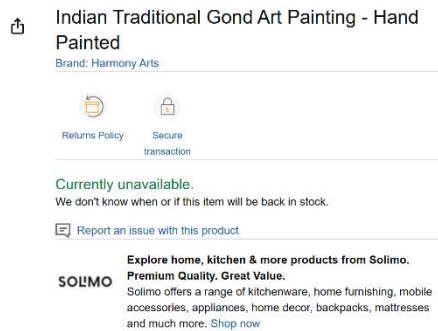 Indian Traditional Gond Art Painting - Hand
Painted
Brand: Harmony Arts
Returns Policy
Secure
transaction
Currently unavailable.
We don't know when or if this item will be back in stock.
Report an issue with this product
SOLIMO
Explore home, kitchen & more products from Solimo.
Premium Quality. Great Value.
Solimo offers a range of kitchenware, home furnishing, mobile
accessories, appliances, home decor, backpacks, mattresses
and much more. Shop now